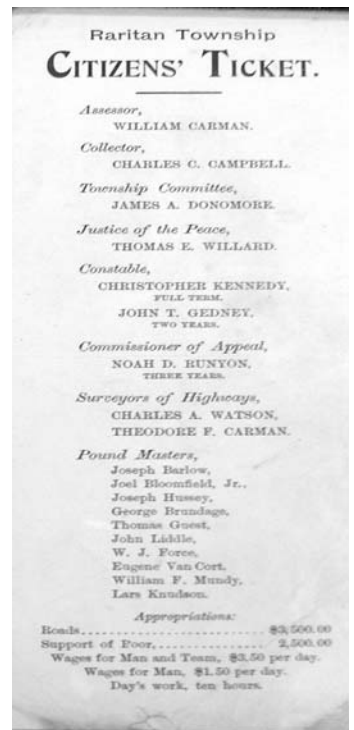 Raritan Township
CITIZENS' TICKET.
Assessor,
WILLIAM CARMAN.
Collector,
CHARLES C. CAMPBELL.
Township Committee,
JAMES A. DONOMORE.
Justice of the Peace,
THOMAS E. WILLARD.
Constable,
CHRISTOPHER KENNEDY,
FULL TERM.
JOHN T. GEDNEY,
TWO YEARS.
Commissioner of Appeal,
NOAH D. RUNYON,
THREE YEARS.
Surveyors of Highways,
CHARLES A. WATSON,
THEODORE F. CARMAN.
Pound Masters,
Joseph Barlow,
Joel Bloomfield, Jr.,
Joseph Hussey,
George Brundage,
Thomas Guest,
John Liddle,
W. J. Force,
Eugene Van Cort,
William F. Mundy,
Lars Knudson.
Appropriations:
Roads.............................. $3,500.00
Support of Poor,................ 2,500.00
Wages for Man and Team, $3.50 per day.
Wages for Man, $1.50 per day.
Day's work, ten hours.